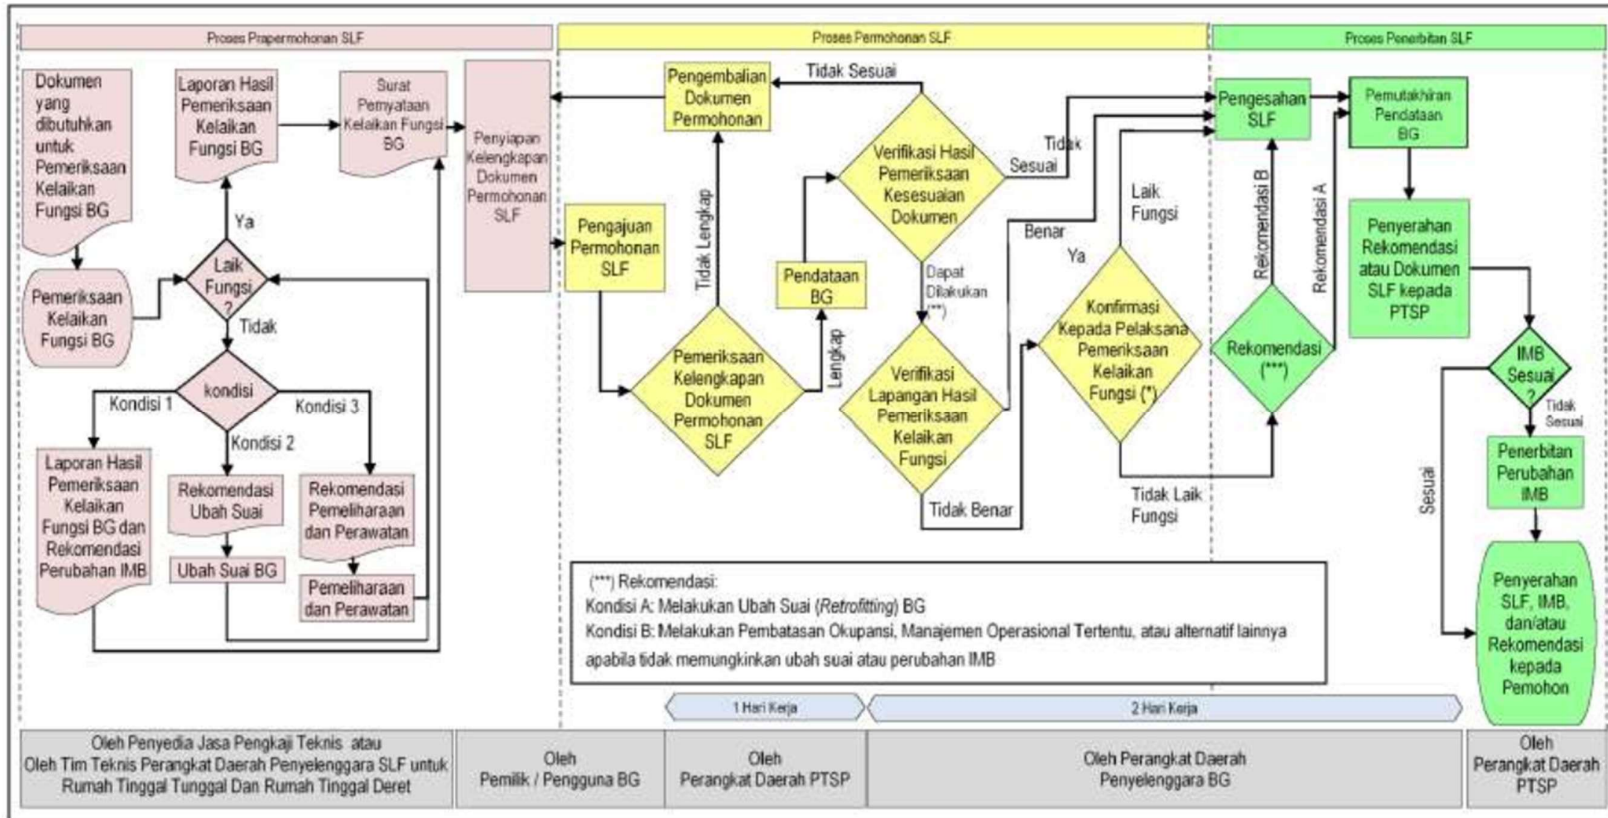 Proses Prapermohonan SLF
Proses Permohonan SLF
Proses Penerbitan SLF
Dokumen
yang
dibutuhkan
untuk
Pemeriksaan
Kelaikan
Fungsi BG
Laporan Hasil
Pemeriksaan
Kelaikan
Fungsi BG
Surat
Pernyataan
Kelaikan Fungsi
BG
Penyiapan
Kelengkapan
Dokumen
Permohonan
SLF
Ya
Laik
Fungsi
?
Pemeriksaan
Kelaikan
Fungsi BG
Tidak
kondisi
Kondisi 1
Kondisi 2
Kondisi 3
Laporan Hasil
Pemeriksaan
Kelaikan
Fungsi BG dan
Rekomendasi
Perubahan IMB
Rekomendasi
Ubah Suai
Ubah Suai BG
Rekomendasi
Pemeliharaan
dan Perawatan
Pemeliharaan
dan Perawatan
Pengajuan
Permohonan
SLF
Pengembalian
Dokumen
Permohonan
Tidak Sesuai
Tidak Lengkap
Pemeriksaan
Kelengkapan
Dokumen
Permohonan
SLF
Lengkap
Pendataan
BG
Verifikasi Hasil
Pemeriksaan
Kesesuaian
Dokumen
Tidak
Sesuai
Dapat
Dilakukan
(**)
Verifikasi
Lapangan Hasil
Pemeriksaan
Kelaikan
Fungsi
Benar
Tidak Benar
Ya
Laik
Fungsi
Konfirmasi
Kepada Pelaksana
Pemeriksaan
Kelaikan
Fungsi (*)
Tidak Laik
Fungsi
Pengesahan
SLF
Rekomendasi B
Rekomendasi A
Rekomendasi
(***)
Pemutakhiran
Pendataan
BG
Penyerahan
Rekomendasi
atau Dokumen
SLF kepada
PTSP
IMB
Sesuai
?
Tidak
Sesuai
Sesuai
Penerbitan
Perubahan
IMB
Penyerahan
SLF, IMB,
dan/atau
Rekomendasi
kepada
Pemohon
(***) Rekomendasi:
Kondisi A: Melakukan Ubah Suai (Retrofitting) BG
Kondisi B: Melakukan Pembatasan Okupansi, Manajemen Operasional Tertentu, atau alternatif lainnya
apabila tidak memungkinkan ubah suai atau perubahan IMB
1 Hari Kerja
2 Hari Kerja
Oleh Penyedia Jasa Pengkaji Teknis atau
Oleh Tim Teknis Perangkat Daerah Penyelenggara SLF untuk
Rumah Tinggal Tunggal Dan Rumah Tinggal Deret
Oleh
Pemilik / Pengguna BG
Oleh
Perangkat Daerah PTSP
Oleh Perangkat Daerah
Penyelenggara BG
Oleh
Perangkat Daerah
PTSP